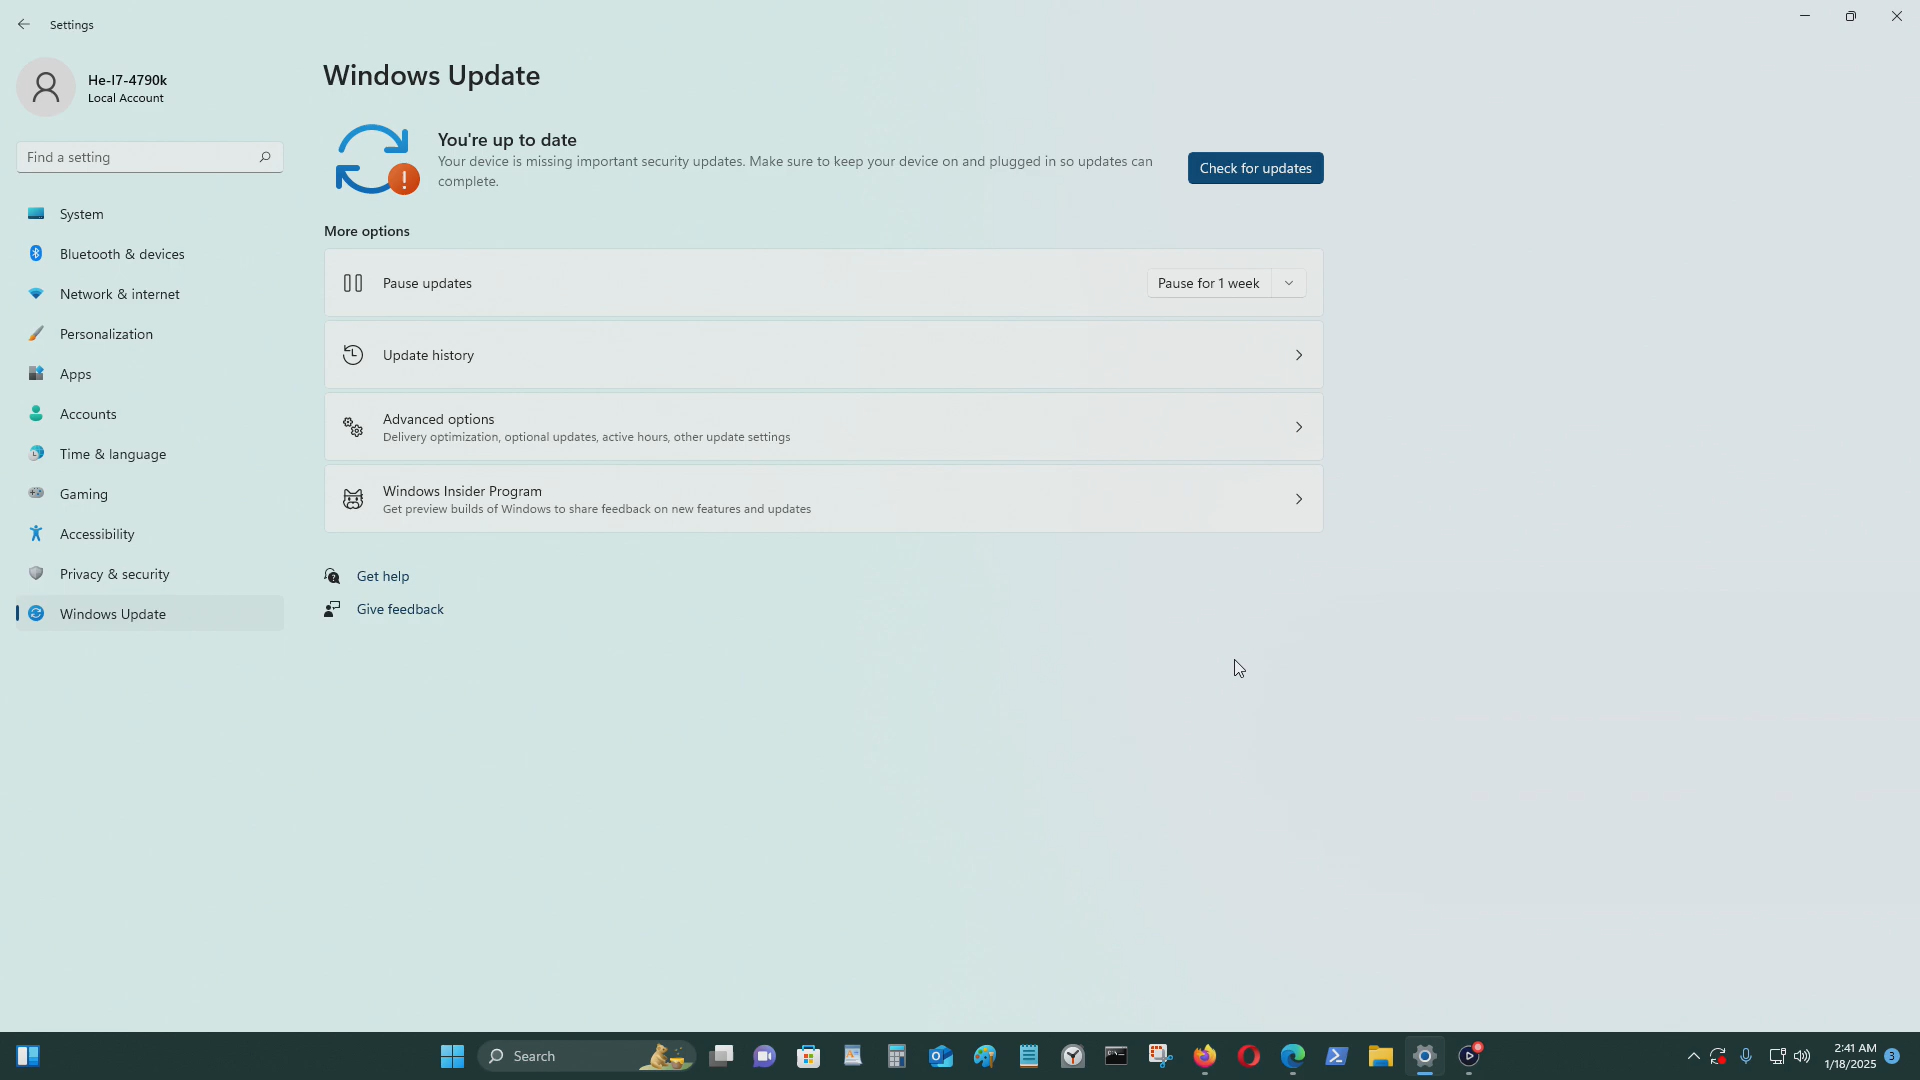 Settings
He-I7-4790k
Local Account
Find a setting
System
Bluetooth & devices
Network & internet
Personalization
Apps
Accounts
Time & language
Gaming
Accessibility
Privacy & security
Windows Update
Windows Update
You're up to date
Your device is missing important security updates. Make sure to keep your device on and plugged in so updates can
complete.
Check for updates
More options
Pause updates
Pause for 1 week
Update history
Advanced options
Delivery optimization, optional updates, active hours, other update settings
Windows Insider Program
Get preview builds of Windows to share feedback on new features and updates
Get help
Give feedback
Search
2:41 AM
1/18/2025
3